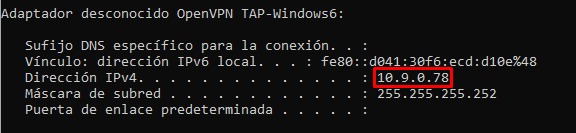 Adaptador desconocido OpenVPN TAP-Windows6:
Sufijo DNS específico para la conexión. . :
Vínculo: dirección IPv6 local. . . : fe80::d041:30f6:ecd:d10e%48
Dirección IPv4. . . . . . . . . . . . . . : 10.9.0.78
Máscara de subred . . . . . . . . . . . . : 255.255.255.252
Puerta de enlace predeterminada . . . . . :